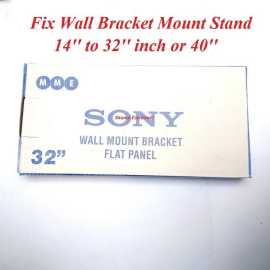 Fix Wall Bracket Mount Stand
14" to 32" inch or 40"
MME
SONY
WALL MOUNT BRACKET
FLAT PANEL
32”